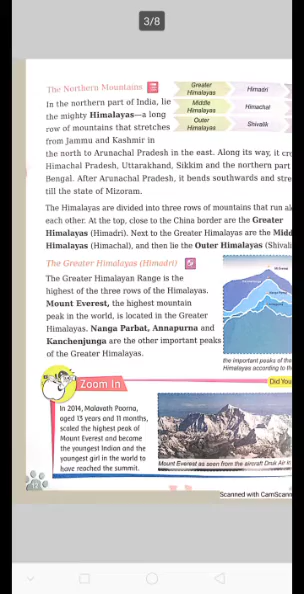 3/8
The Northern Mountains
Greater Himalayas Himadri
Middle Himalayas Himachal
Outer Himalayas Shivalik
In the northern part of India, lie
the mighty Himalayas—a long
row of mountains that stretches
from Jammu and Kashmir in
the north to Arunachal Pradesh in the east. Along its way, it
Himachal Pradesh, Uttarakhand, Sikkim and the northern part
Bengal. After Arunachal Pradesh, it bends southwards and
till the state of Mizoram.
The Himalayas are divided into three rows of mountains that run
each other. At the top, close to the China border are the Greater
Himalayas (Himadri). Next to the Greater Himalayas are the
Himalayas (Himachal), and then lie the Outer Himalayas
The Greater Himalayas (Himadri)
The Greater Himalayan Range is the
highest of the three rows of the Himalayas.
Mount Everest, the highest mountain
peak in the world, is located in the Greater
Himalayas. Nanga Parbat, Annapurna and
Kanchenjunga are the other important peaks
of the Greater Himalayas.
the important peaks of the
Himalayas according to
Zoom In
Did You
In 2014, Malavath Poorna,
aged 13 years and 11 months,
scaled the highest peak of
Mount Everest and became
the youngest Indian and the
youngest girl in the world to
have reached the summit.
Mount Everest as seen from the aircraft Druk Air
Scanned with